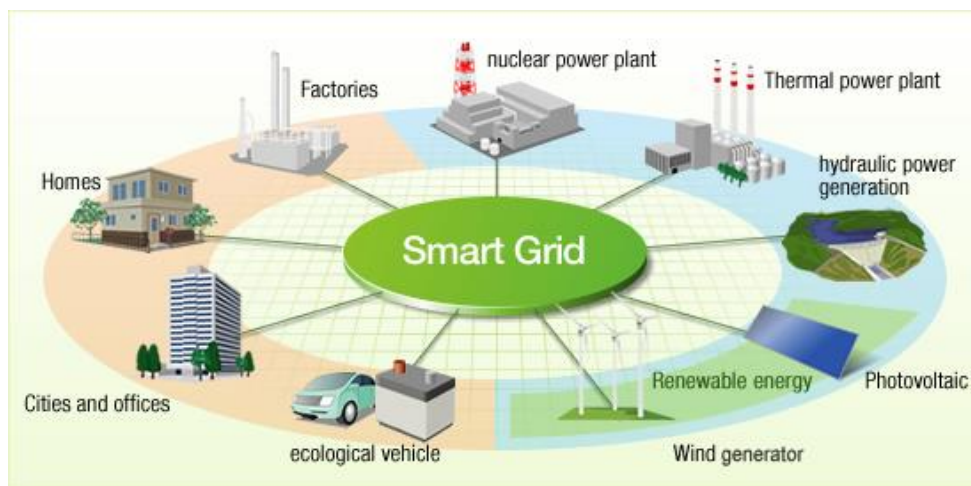 nuclear power plant
Factories
Thermal power plant
Homes
hydraulic power
generation
Smart Grid
Renewable energy
Photovoltaic
Cities and offices
ecological vehicle
Wind generator